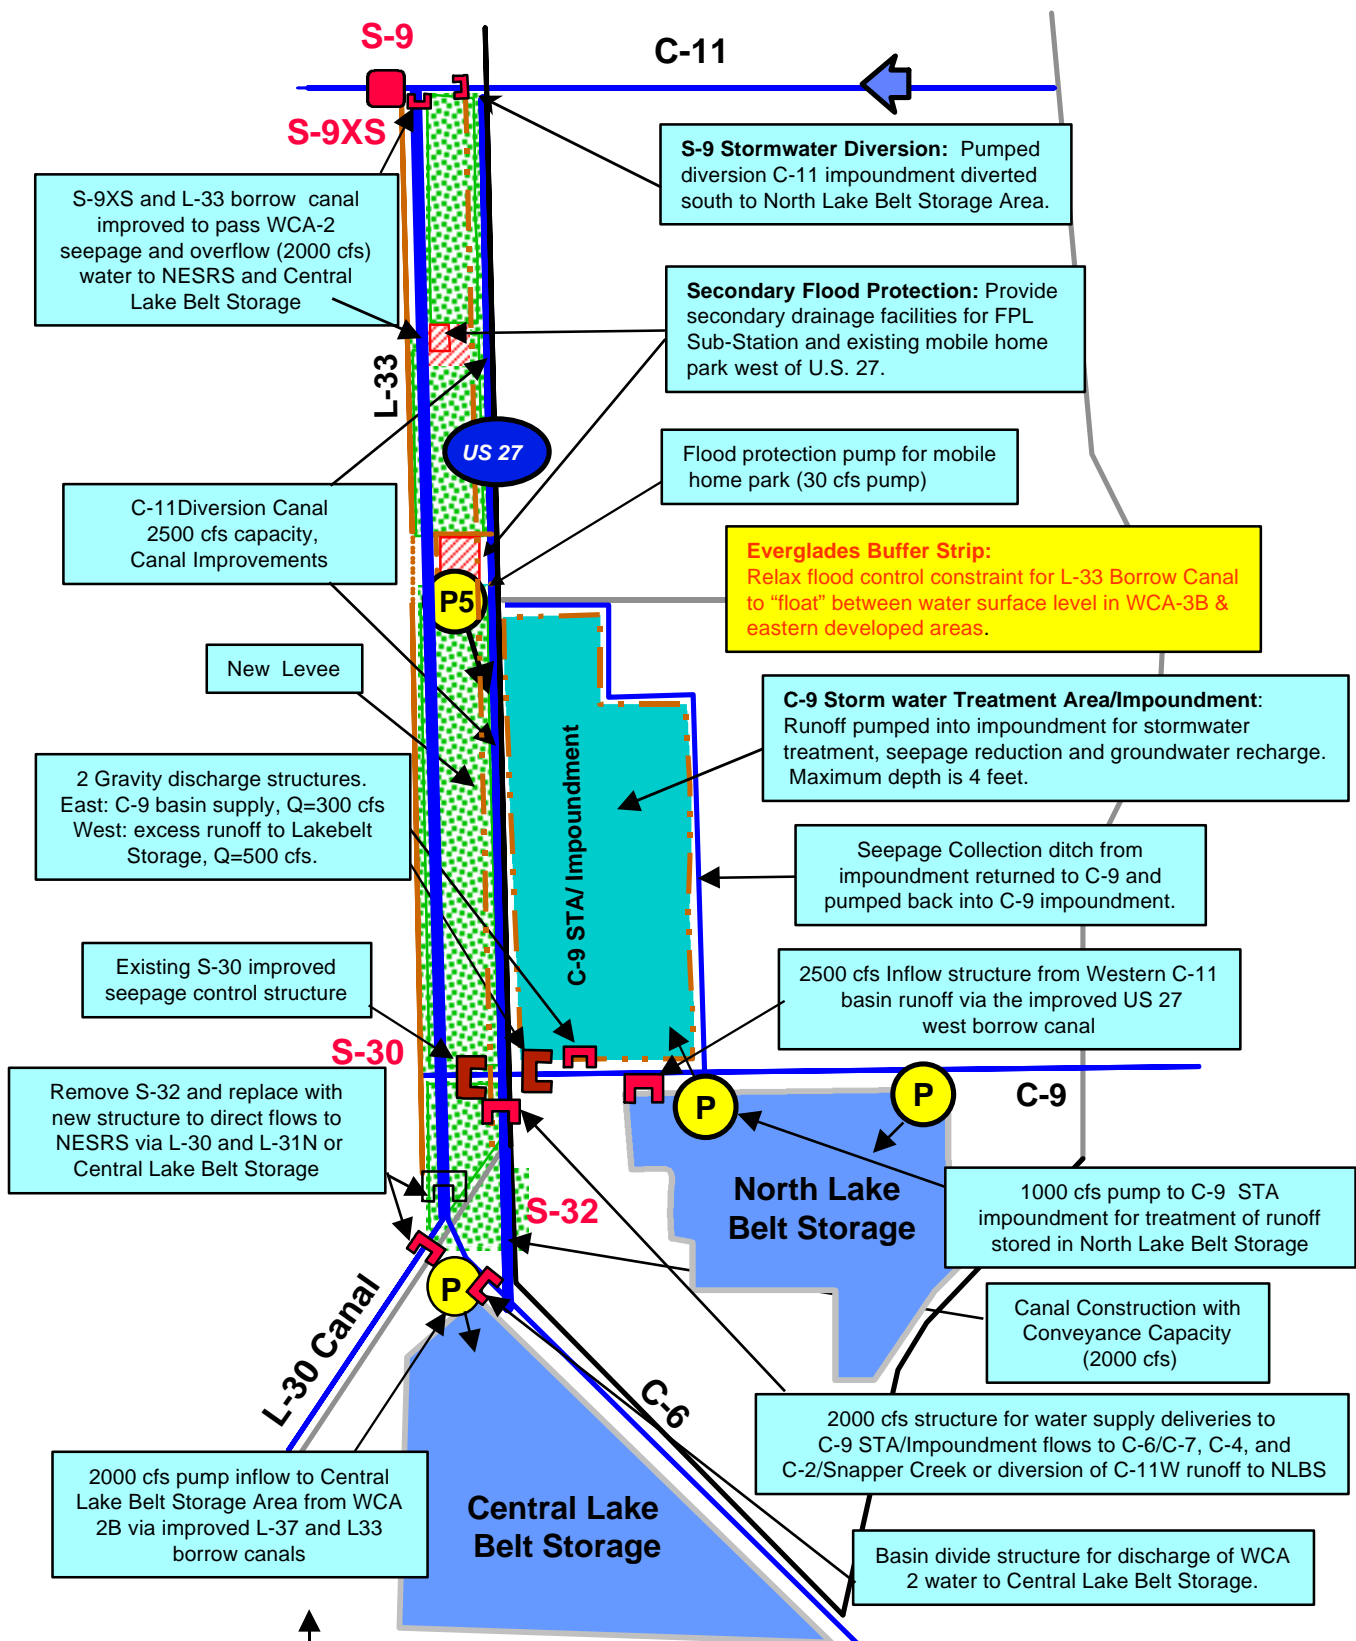 S-9
C-11
S-9XS
S-9 Stormwater Diversion: Pumped
diversion C-11 impoundment diverted
south to North Lake Belt Storage Area.
S-9XS and L-33 borrow canal
improved to pass WCA-2
seepage and overflow (2000 cfs)
water to NESRS and Central
Lake Belt Storage
Secondary Flood Protection: Provide
secondary drainage facilities for FPL
Sub-Station and existing mobile home
park west of U.S. 27.
L-33
US 27
Flood protection pump for mobile
home park (30 cfs pump)
C-11Diversion Canal
2500 cfs capacity,
Canal Improvements
Everglades Buffer Strip:
Relax flood control constraint for L-33 Borrow Canal
to “float” between water surface level in WCA-3B &
eastern developed areas.
P5
New Levee
C-9 Storm water Treatment Area/Impoundment:
Runoff pumped into impoundment for stormwater
treatment, seepage reduction and groundwater recharge.
Maximum depth is 4 feet.
C-9 STA/ Impoundment
2 Gravity discharge structures.
East: C-9 basin supply, Q=300 cfs
West: excess runoff to Lakebelt
Storage, Q=500 cfs.
Seepage Collection ditch from
impoundment returned to C-9 and
pumped back into C-9 impoundment.
Existing S-30 improved
seepage control structure
2500 cfs Inflow structure from Western C-11
basin runoff via the improved US 27
west borrow canal
S-30
Remove S-32 and replace with
new structure to direct flows to
NESRS via L-30 and L-31N or
Central Lake Belt Storage
P
P
C-9
North Lake
Belt Storage
S-32
1000 cfs pump to C-9 STA
impoundment for treatment of runoff
stored in North Lake Belt Storage
P
L-30 Canal
Canal Construction with
Conveyance Capacity
(2000 cfs)
C-6
2000 cfs structure for water supply deliveries to
C-9 STA/Impoundment flows to C-6/C-7, C-4, and
C-2/Snapper Creek or diversion of C-11W runoff to NLBS
2000 cfs pump inflow to Central
Lake Belt Storage Area from WCA
2B via improved L-37 and L33
borrow canals
Central Lake
Belt Storage
Basin divide structure for discharge of WCA
2 water to Central Lake Belt Storage.